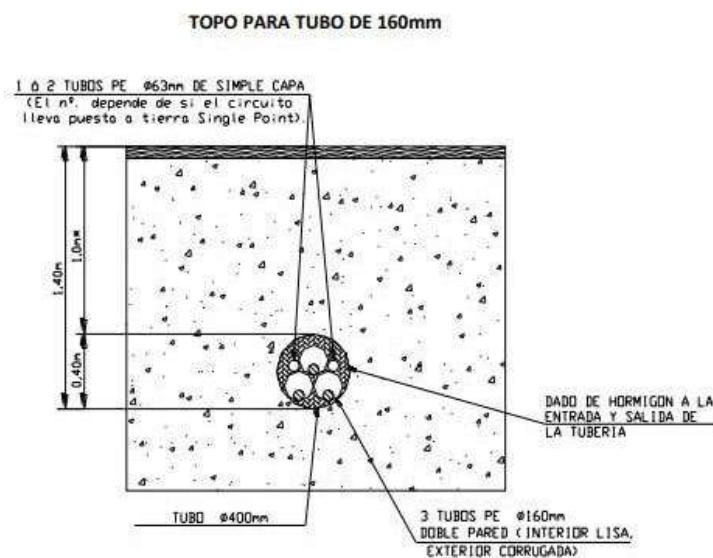 TOPO PARA TUBO DE 160mm
1 ó 2 TUBOS PE Ø63mm DE SIMPLE CAPA
(El nº. depende de si el circuito
lleva puesta a tierra Single Point).
1,40m
1,0m*
0,40m
DADO DE HORMIGON A LA
ENTRADA Y SALIDA DE
LA TUBERIA
TUBO Ø400mm
3 TUBOS PE Ø160mm
DOBLE PARED (INTERIOR LISA,
EXTERIOR CORRUGADA)